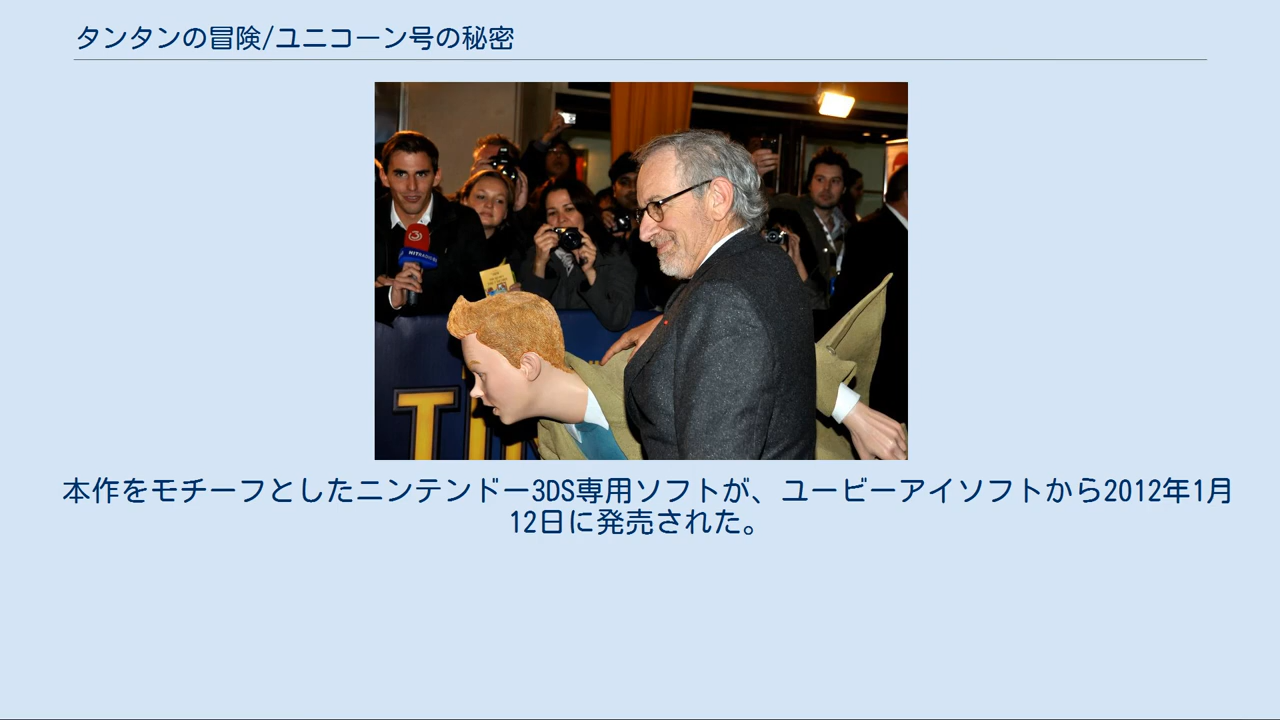 タンタンの冒険/ユニコーン号の秘密
3
HITRADIO
TIN
本作をモチーフとしたニンテンドー3DS専用ソフトが、ユービーアイソフトから2012年1月
12日に発売された。